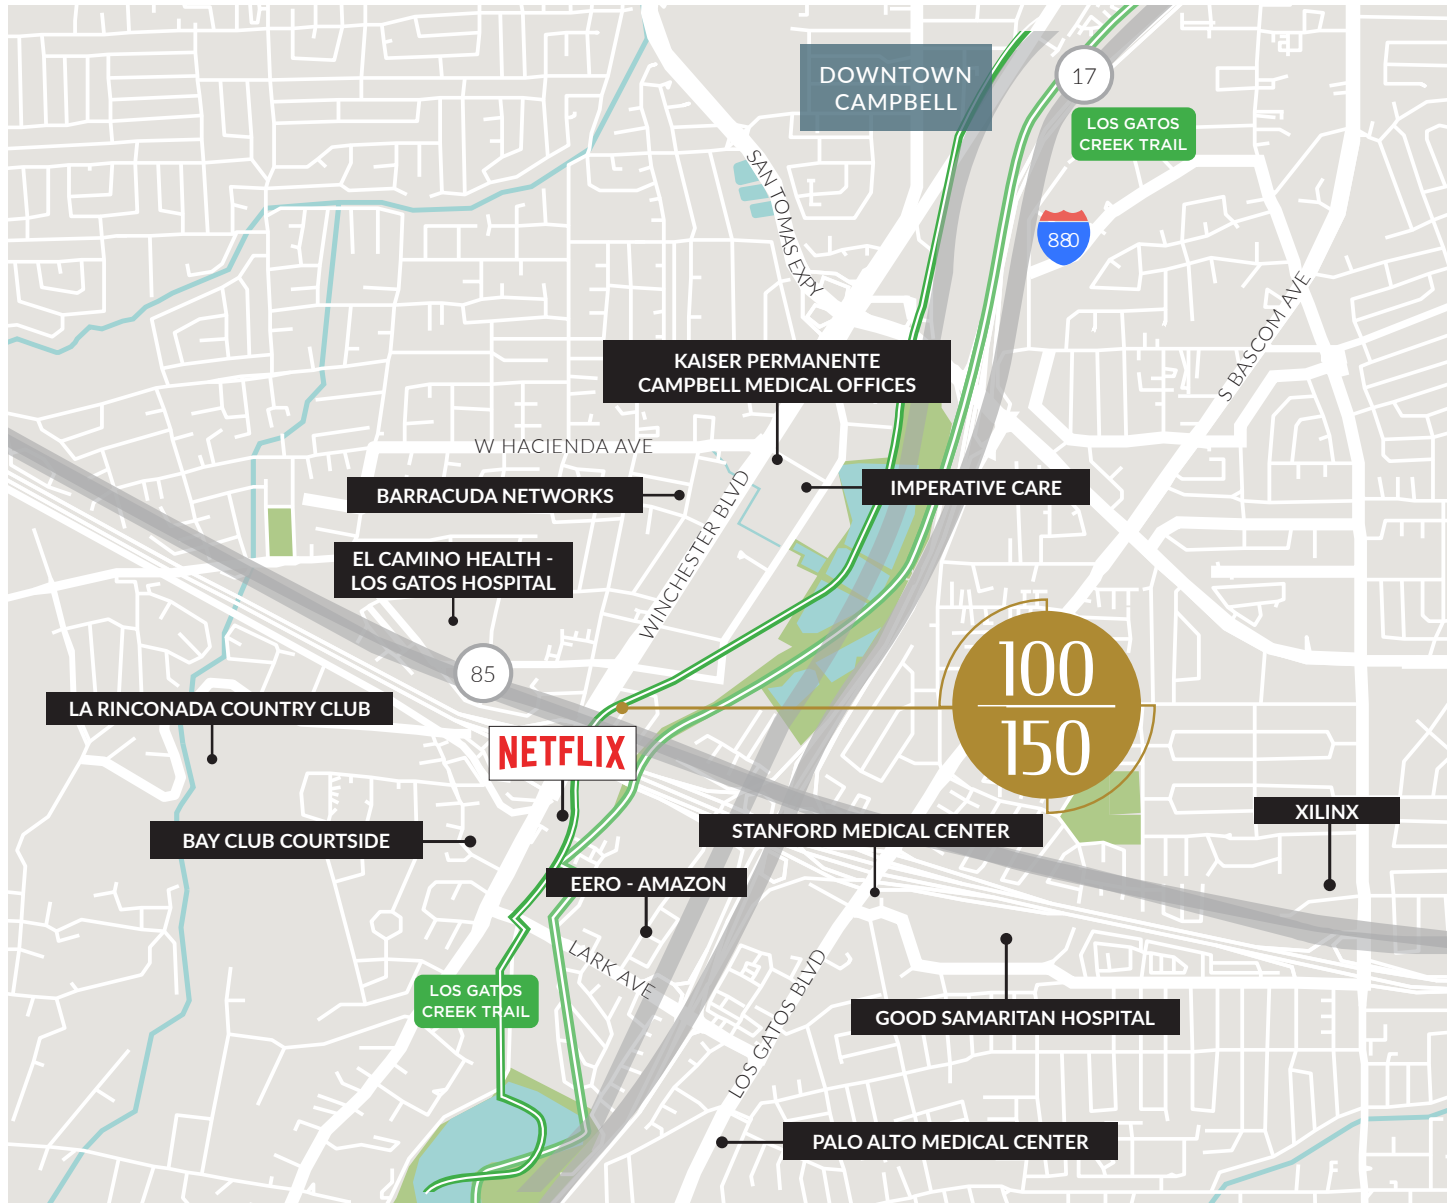 DOWNTOWN
CAMPBELL
17
LOS GATOS
CREEK TRAIL
SAN TOMAS EXPY
880
S BASCOM AVE
KAISER PERMANENTE
CAMPBELL MEDICAL OFFICES
W HACIENDA AVE
BARRACUDA NETWORKS
IMPERATIVE CARE
WINCHESTER BLVD
EL CAMINO HEALTH -
LOS GATOS HOSPITAL
85
100
150
LA RINCONADA COUNTRY CLUB
NETFLIX
XILINX
STANFORD MEDICAL CENTER
BAY CLUB COURTSIDE
EERO - AMAZON
LARK AVE
LOS GATOS
CREEK TRAIL
LOS GATOS BLVD
GOOD SAMARITAN HOSPITAL
PALO ALTO MEDICAL CENTER